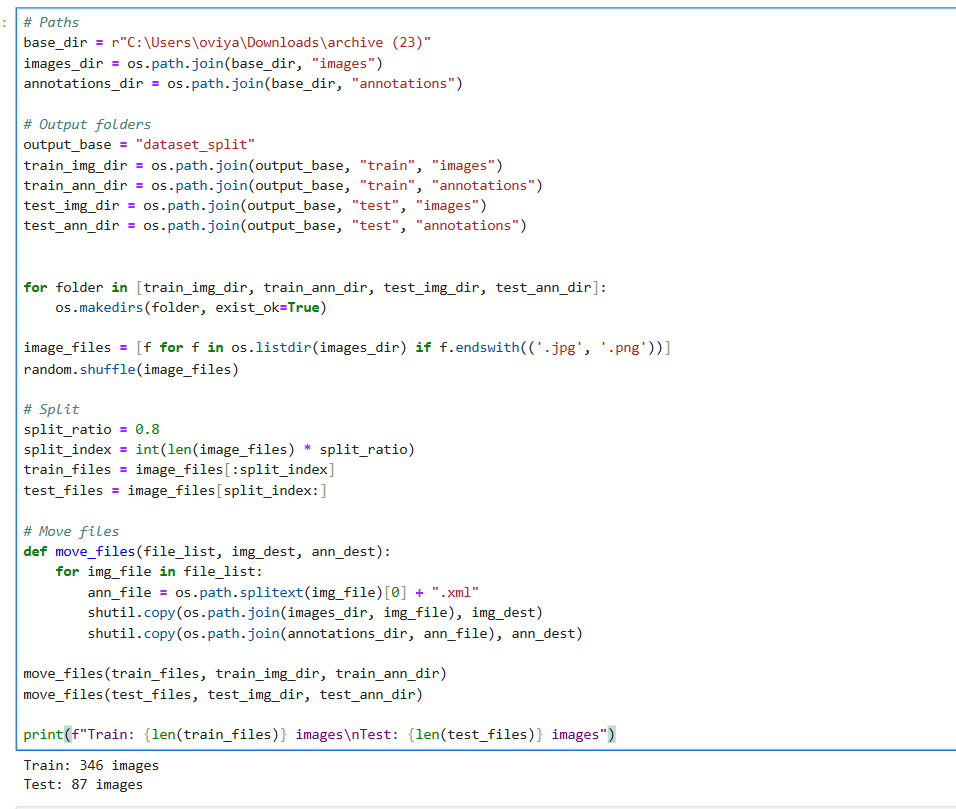 :
# Paths
base_dir = r"C:\Users\oviya\Downloads\archive (23)"
images_dir = os.path.join(base_dir, "images")
annotations_dir = os.path.join(base_dir, "annotations")

# Output folders
output_base = "dataset_split"
train_img_dir = os.path.join(output_base, "train", "images")
train_ann_dir = os.path.join(output_base, "train", "annotations")
test_img_dir = os.path.join(output_base, "test", "images")
test_ann_dir = os.path.join(output_base, "test", "annotations")


for folder in [train_img_dir, train_ann_dir, test_img_dir, test_ann_dir]:
    os.makedirs(folder, exist_ok=True)

image_files = [f for f in os.listdir(images_dir) if f.endswith(('.jpg', '.png'))]
random.shuffle(image_files)

# Split
split_ratio = 0.8
split_index = int(len(image_files) * split_ratio)
train_files = image_files[:split_index]
test_files = image_files[split_index:]

# Move files
def move_files(file_list, img_dest, ann_dest):
    for img_file in file_list:
        ann_file = os.path.splitext(img_file)[0] + ".xml"
        shutil.copy(os.path.join(images_dir, img_file), img_dest)
        shutil.copy(os.path.join(annotations_dir, ann_file), ann_dest)

move_files(train_files, train_img_dir, train_ann_dir)
move_files(test_files, test_img_dir, test_ann_dir)

print(f"Train: {len(train_files)} images\nTest: {len(test_files)} images")
Train: 346 images
Test: 87 images